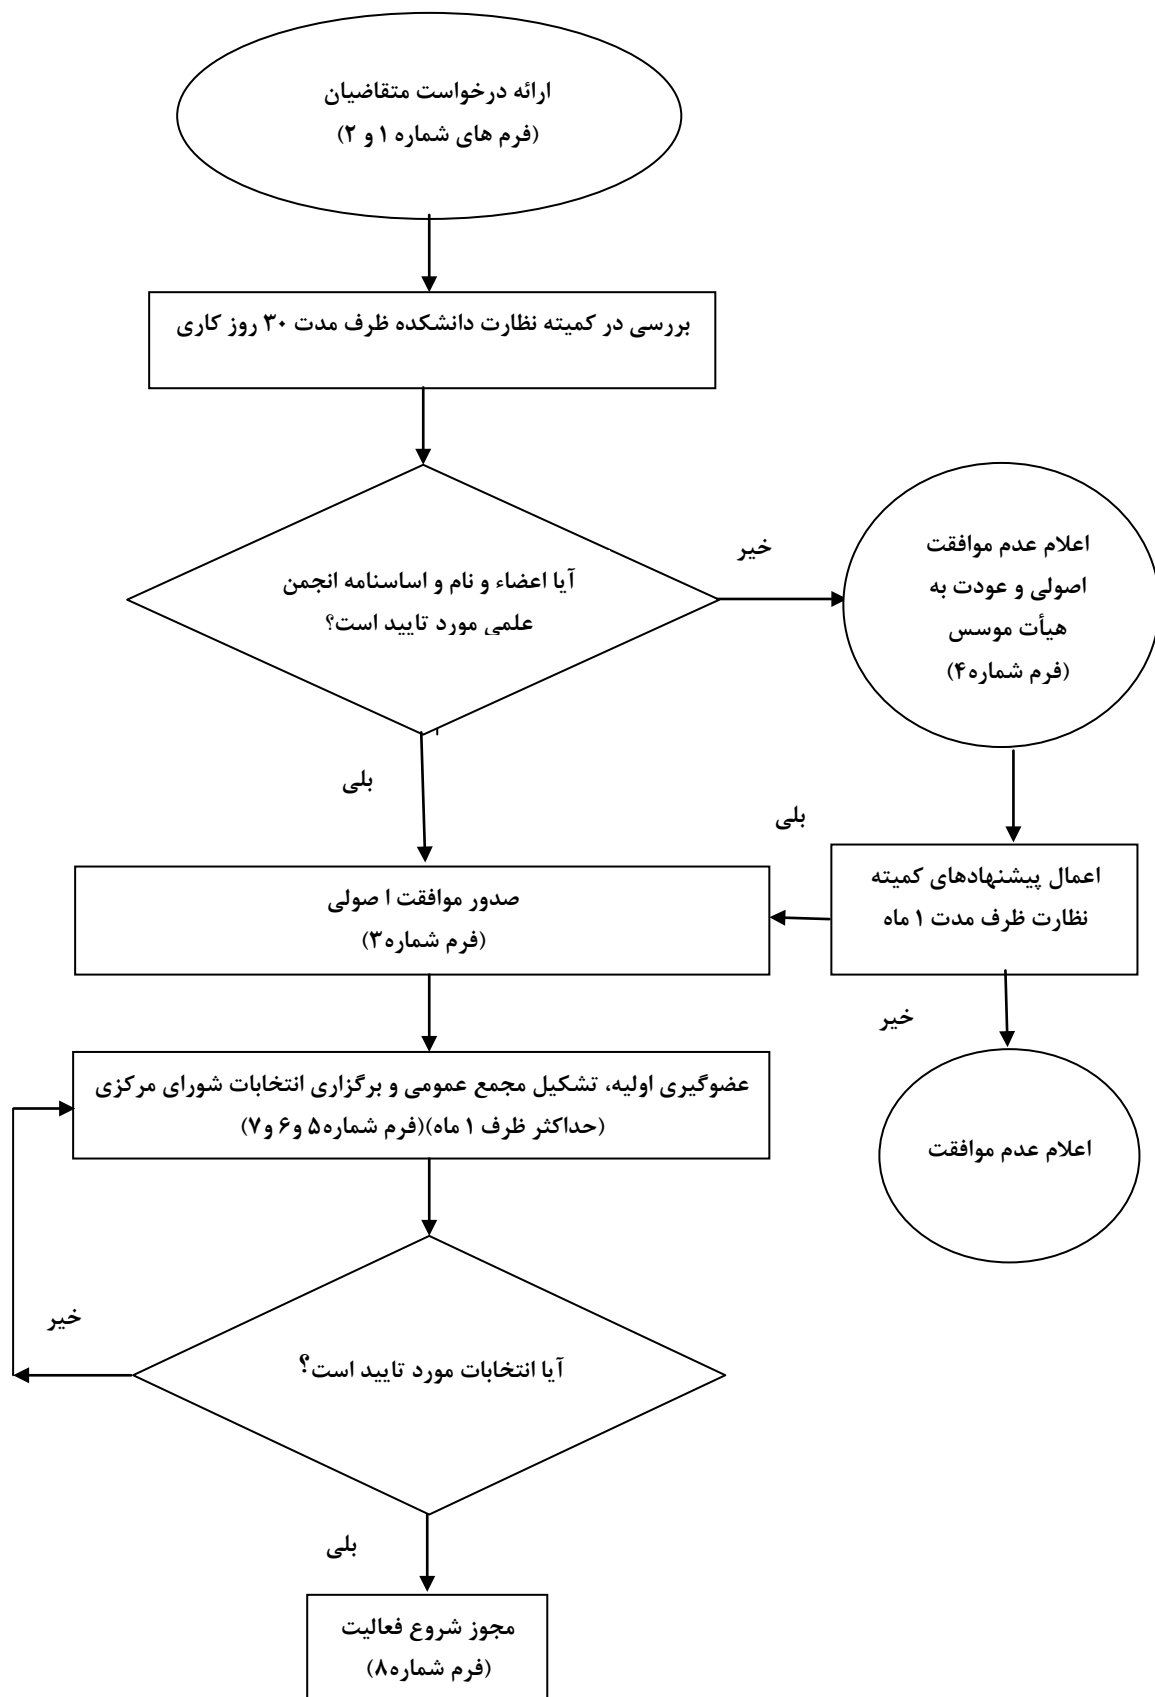 ارائه درخواست متقاضیان
(فرم های شماره ۱ و ۲)
بررسی در کمیته نظارت دانشکده ظرف مدت ۳۰ روز کاری
آیا اعضاء و نام و اساسنامه انجمن
علمی مورد تایید است؟
خیر
اعلام عدم موافقت
اصولی و عودت به
هیأت موسس
(فرم شماره۴)
بلی
بلی
اعمال پیشنهادهای کمیته
نظارت ظرف مدت ۱ ماه
صدور موافقت ا صولی
(فرم شماره۳)
خیر
اعلام عدم موافقت
عضوگیری اولیه، تشکیل مجمع عمومی و برگزاری انتخابات شورای مرکزی
(حداکثر ظرف ۱ ماه)(فرم شماره۵ و۶ و۷)
خیر
آیا انتخابات مورد تایید است؟
بلی
مجوز شروع فعالیت
(فرم شماره۸)